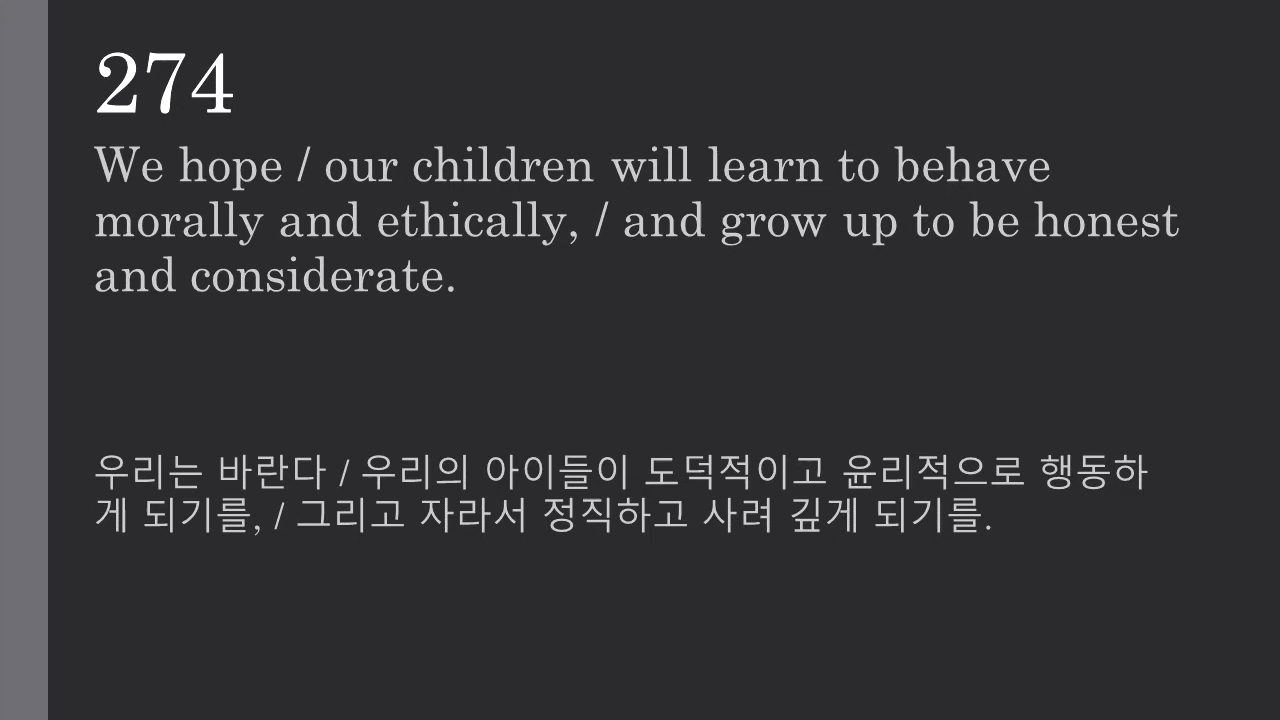 274
We hope / our children will learn to behave
morally and ethically, / and grow up to be honest
and considerate.
우리는 바란다 / 우리의 아이들이 도덕적이고 윤리적으로 행동하
게 되기를, / 그리고 자라서 정직하고 사려 깊게 되기를.